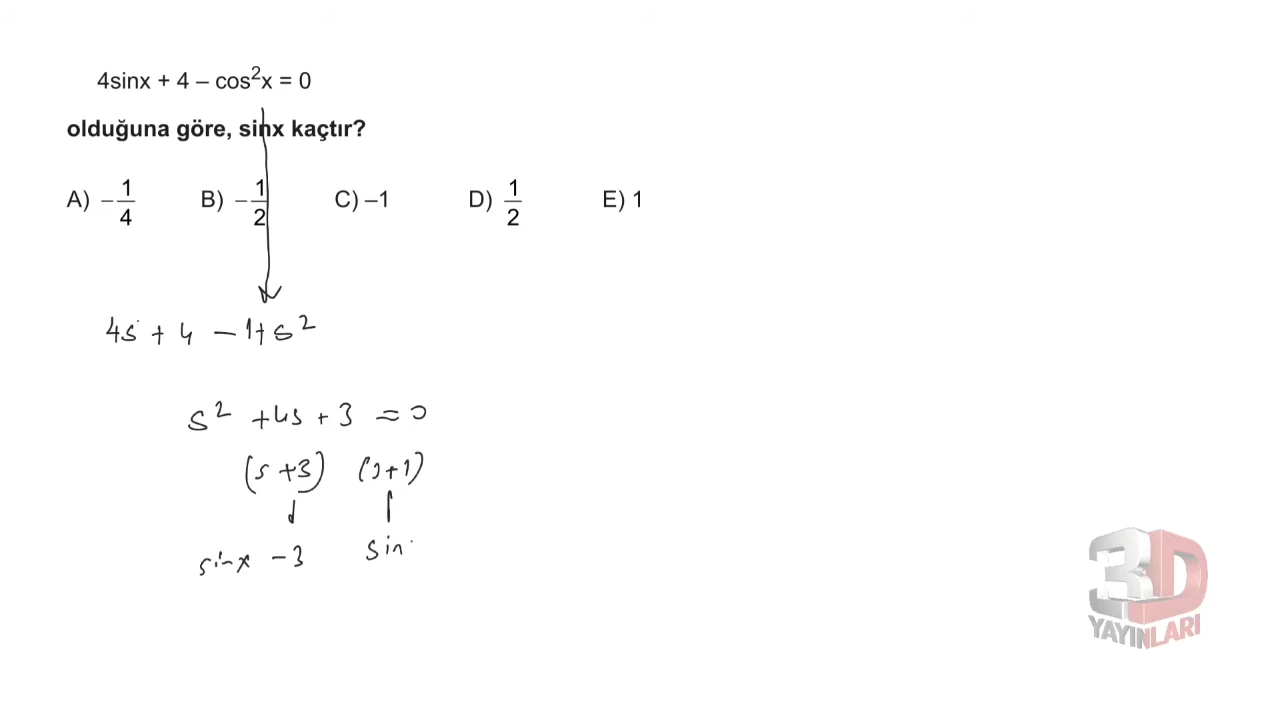 4sinx + 4 – cos²x = 0
olduğuna göre, sinx kaçtır?
A) –1/4 B) –1/2 C) –1 D) 1/2 E) 1
4s + 4 – 1 + s²
s² + 4s + 3 = 0
(s + 3) (s + 1)
sinx – 3 sin
3D
YAYINLARI